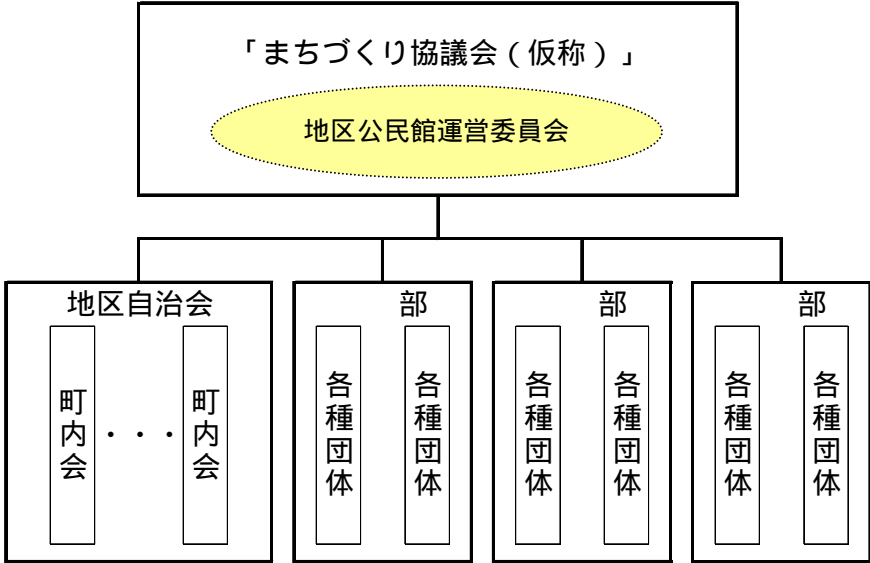 「まちづくり協議会（仮称）」
地区公民館運営委員会
地区自治会
町内会
・・・
町内会
部
各種団体
各種団体
部
各種団体
各種団体
部
各種団体
各種団体